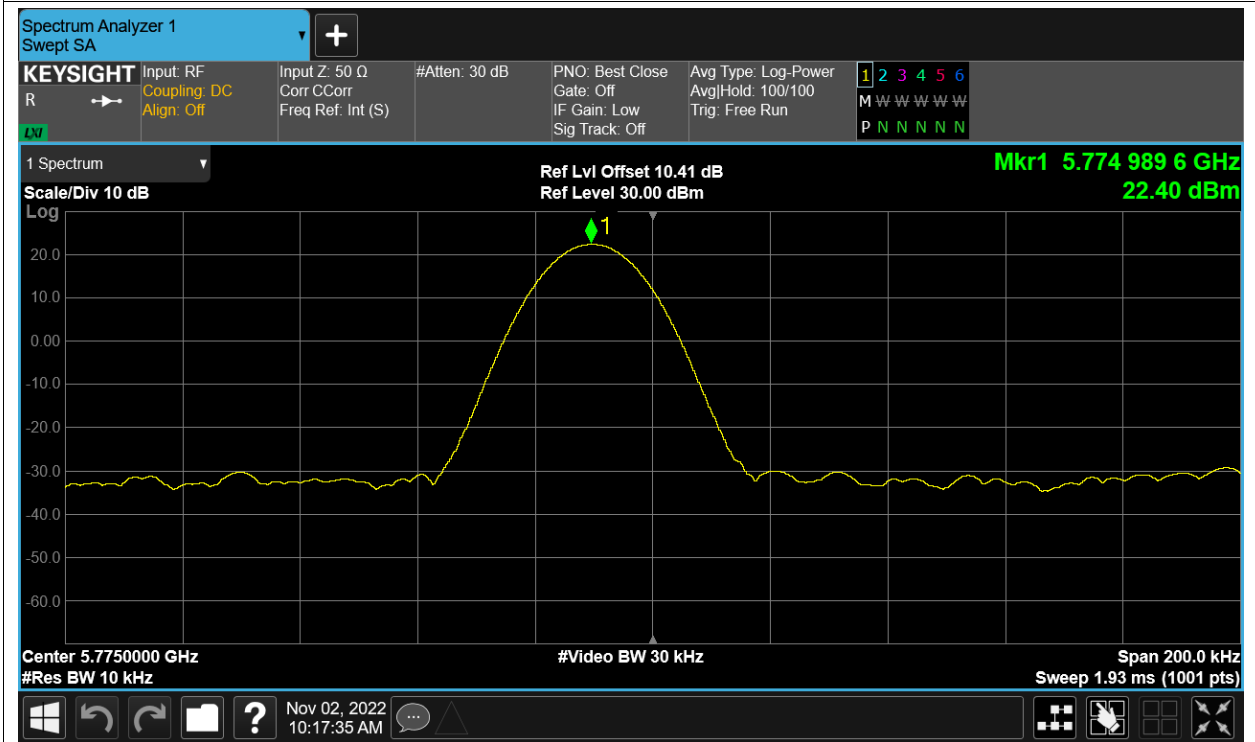 Spectrum Analyzer 1
Swept SA
+
KEYSIGHT
R
LXI
Input: RF
Coupling: DC
Align: Off
Input Z: 50 Ω
Corr CCorr
Freq Ref: Int (S)
#Atten: 30 dB
PNO: Best Close
Gate: Off
IF Gain: Low
Sig Track: Off
Avg Type: Log-Power
Avg|Hold: 100/100
Trig: Free Run
1 2 3 4 5 6
M W W W W W
P N N N N N
1 Spectrum
Scale/Div 10 dB
Log
Ref Lvl Offset 10.41 dB
Ref Level 30.00 dBm
Mkr1 5.774 989 6 GHz
22.40 dBm
1
20.0
10.0
0.00
-10.0
-20.0
-30.0
-40.0
-50.0
-60.0
Center 5.7750000 GHz
#Res BW 10 kHz
#Video BW 30 kHz
Span 200.0 kHz
Sweep 1.93 ms (1001 pts)
?
Nov 02, 2022
10:17:35 AM